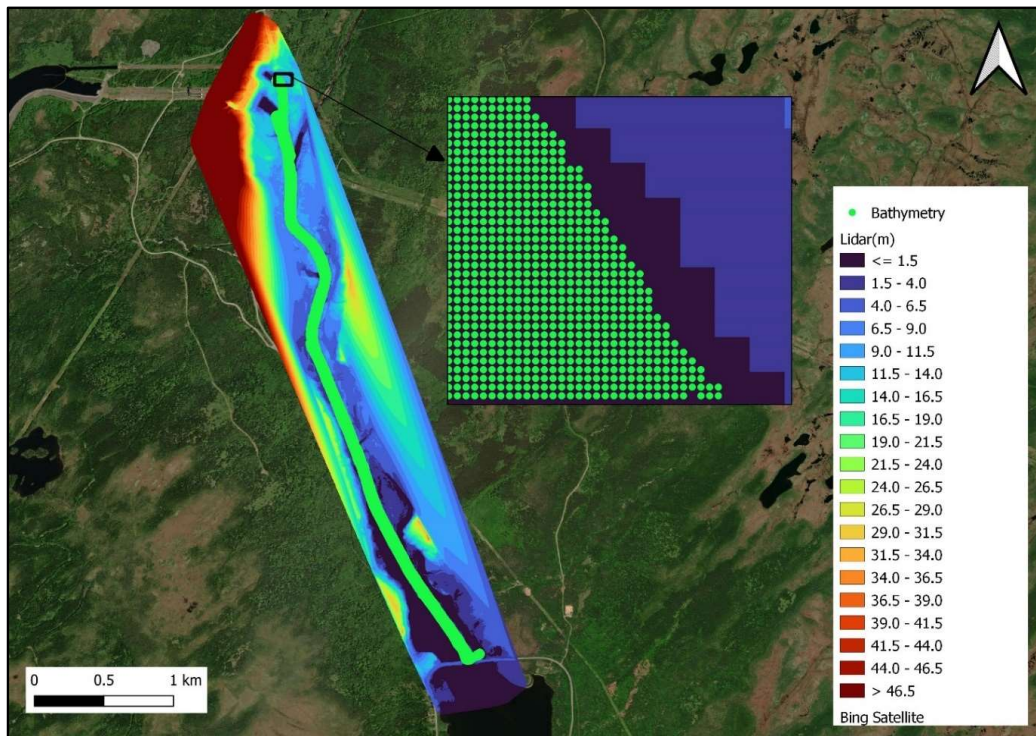 Bathymetry
Lidar(m)
<= 1.5
1.5 - 4.0
4.0 - 6.5
6.5 - 9.0
9.0 - 11.5
11.5 - 14.0
14.0 - 16.5
16.5 - 19.0
19.0 - 21.5
21.5 - 24.0
24.0 - 26.5
26.5 - 29.0
29.0 - 31.5
31.5 - 34.0
34.0 - 36.5
36.5 - 39.0
39.0 - 41.5
41.5 - 44.0
44.0 - 46.5
> 46.5
Bing Satellite
0 0.5 1 km